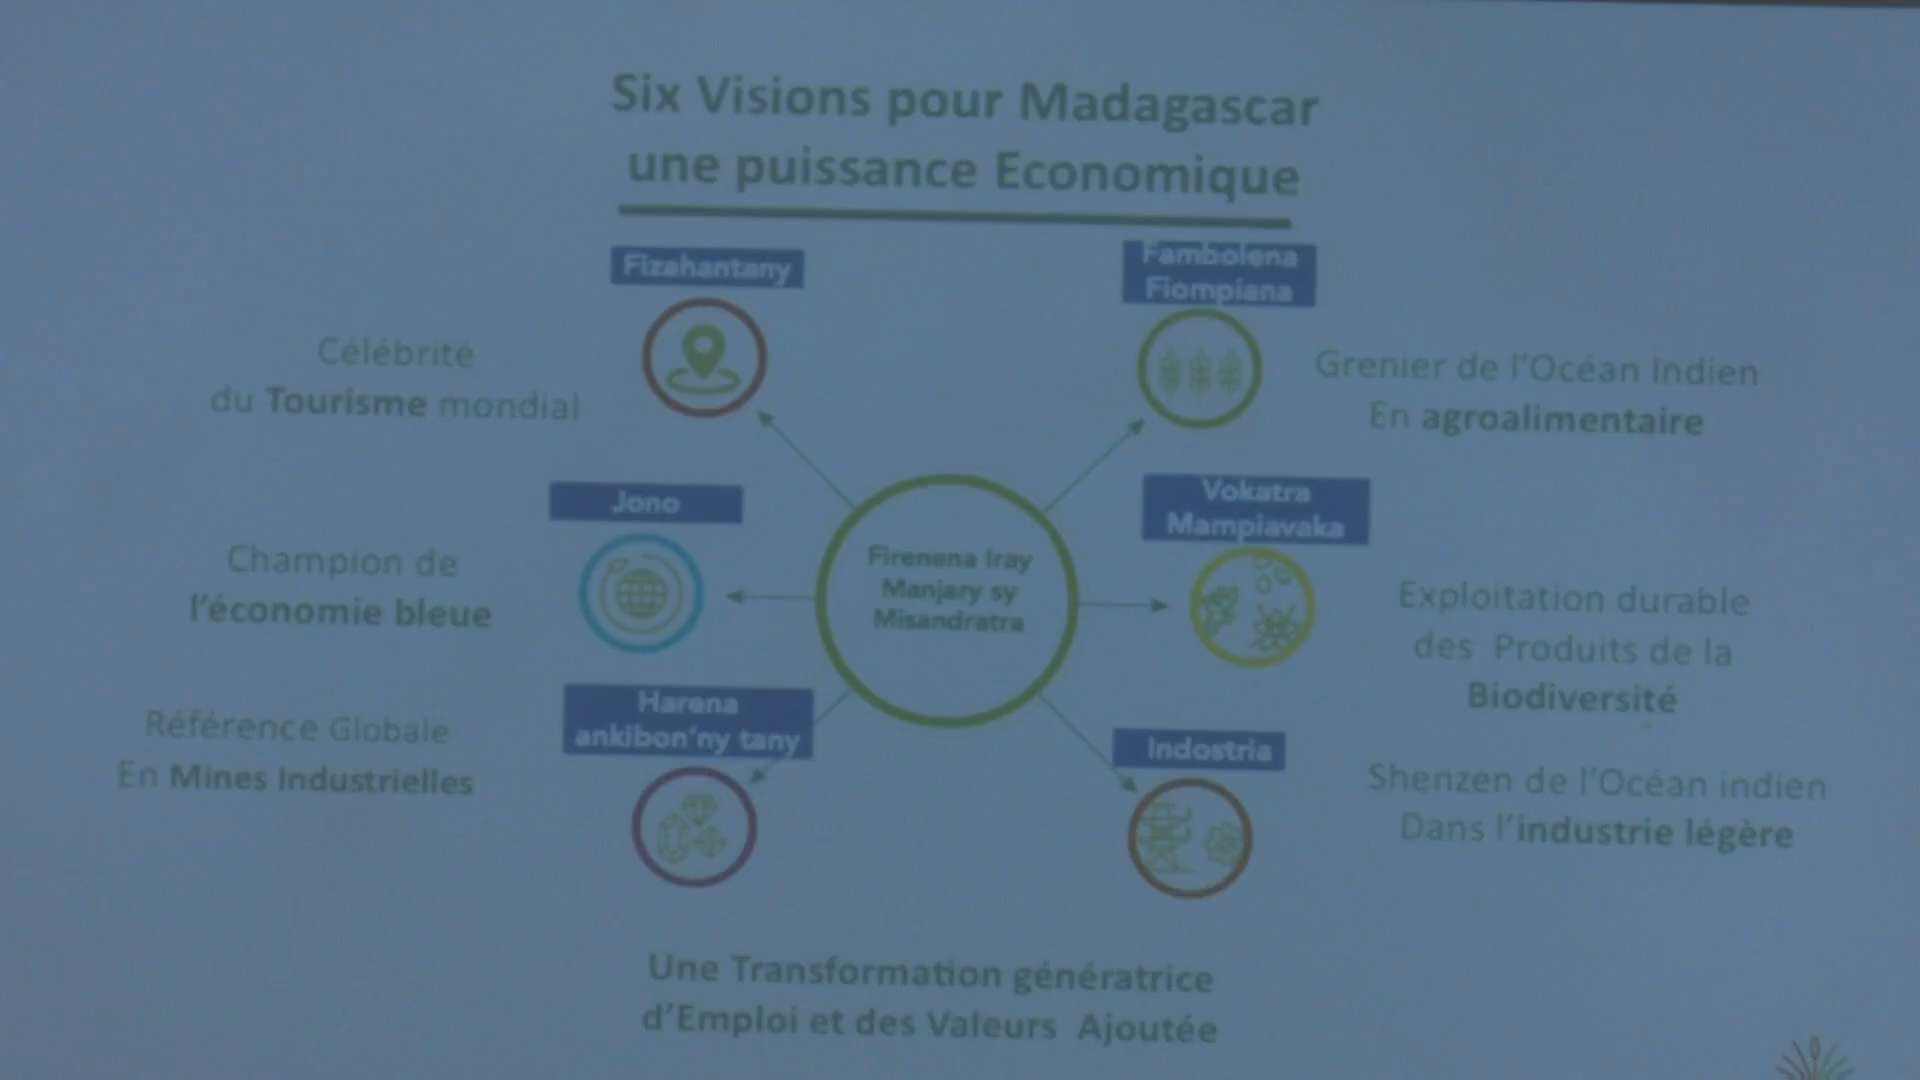 Six Visions pour Madagascar
une puissance Economique
Fizahantany
Célébrité
du Tourisme mondial
Fambolena
Fiompiana
Grenier de l'Océan Indien
En agroalimentaire
Jono
Champion de
l'économie bleue
Firenena Iray
Manjary sy
Misandratra
Vokatra
Mampiavaka
Exploitation durable
des Produits de la
Biodiversité
Harena
ankibon'ny tany
Référence Globale
En Mines Industrielles
Indostria
Shenzen de l'Océan indien
Dans l'industrie légère
Une Transformation génératrice
d'Emploi et des Valeurs Ajoutée